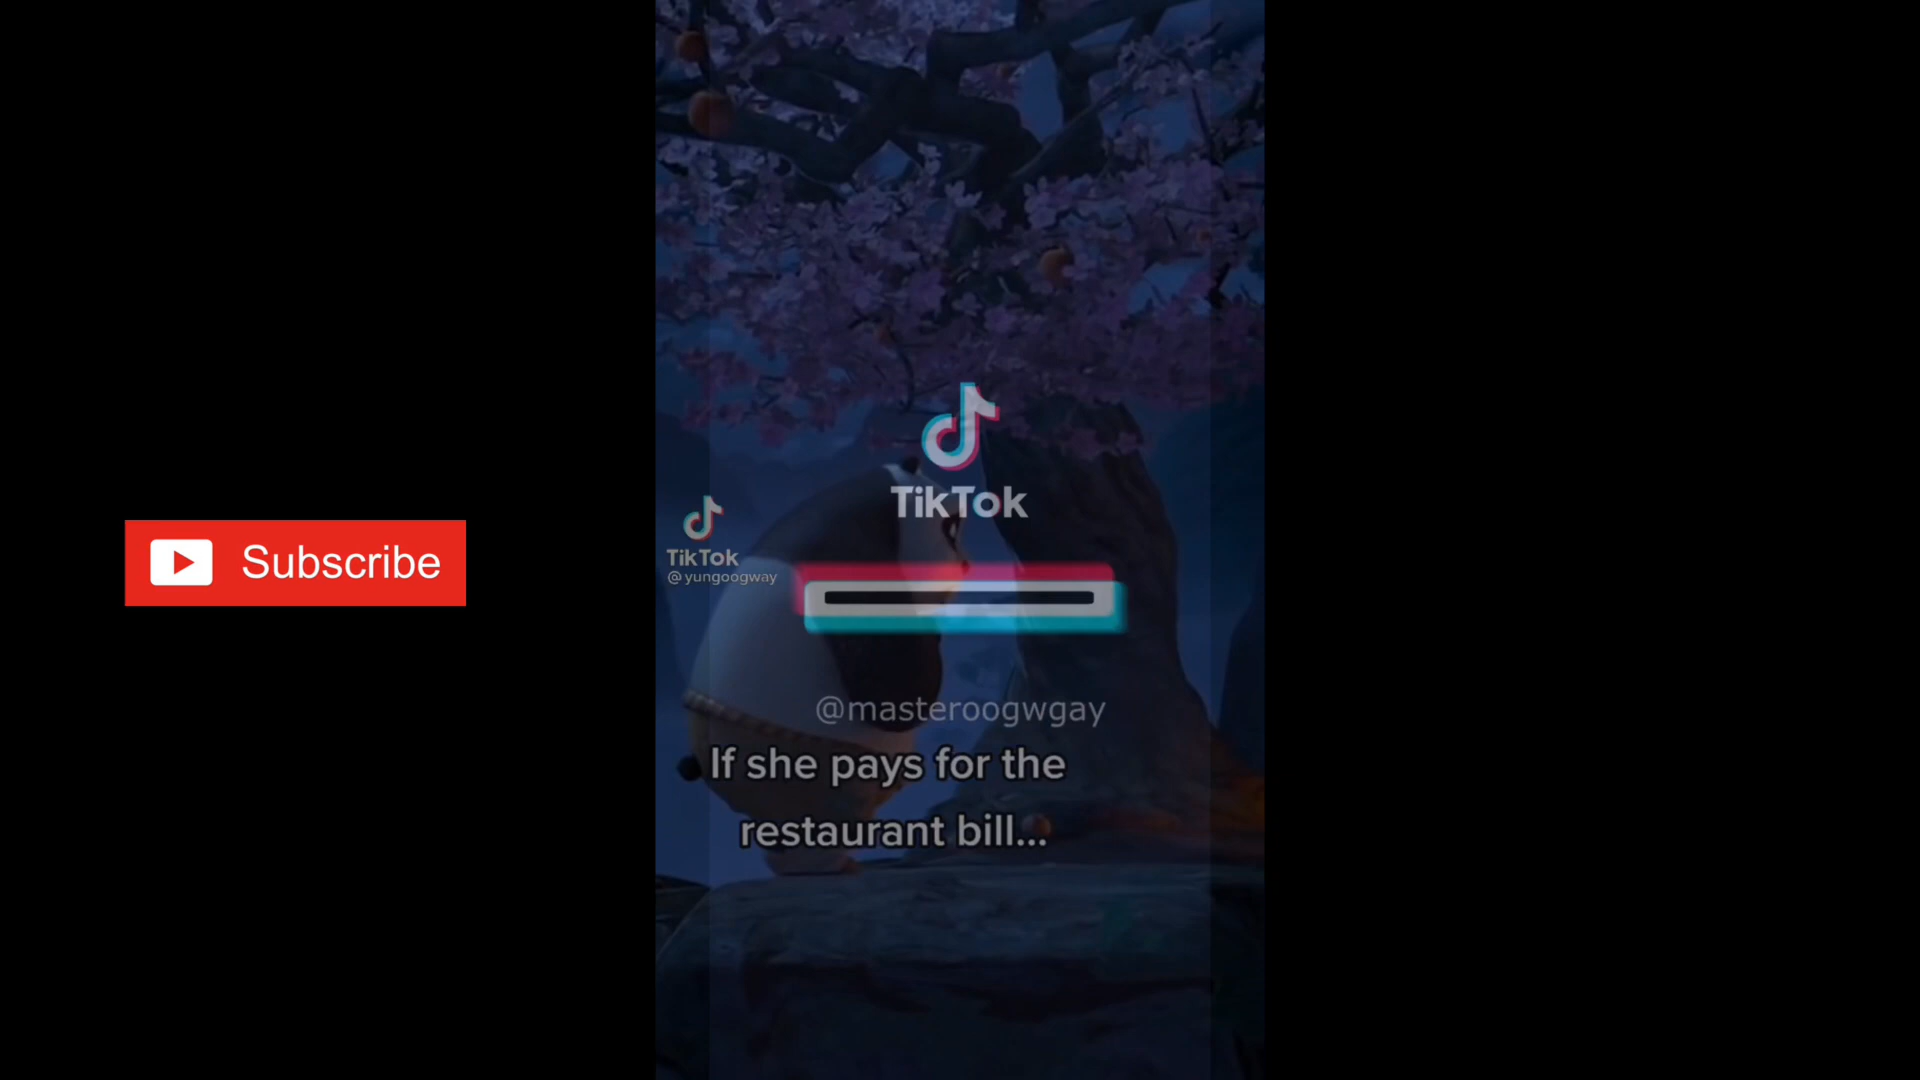 TikTok
TikTok
@yungoogway
Subscribe
@masteroogwgay
If she pays for the
restaurant bill...